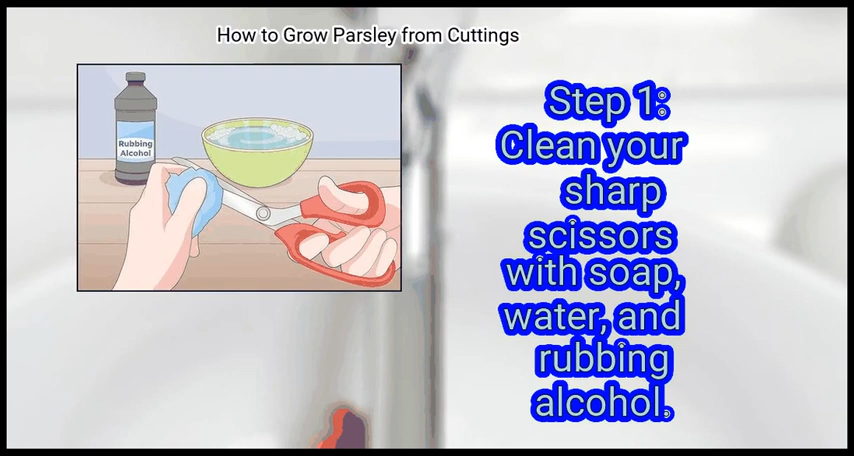 How to Grow Parsley from Cuttings
Rubbing
Alcohol
Step 1:
Clean your
sharp
scissors
with soap,
water, and
rubbing
alcohol.